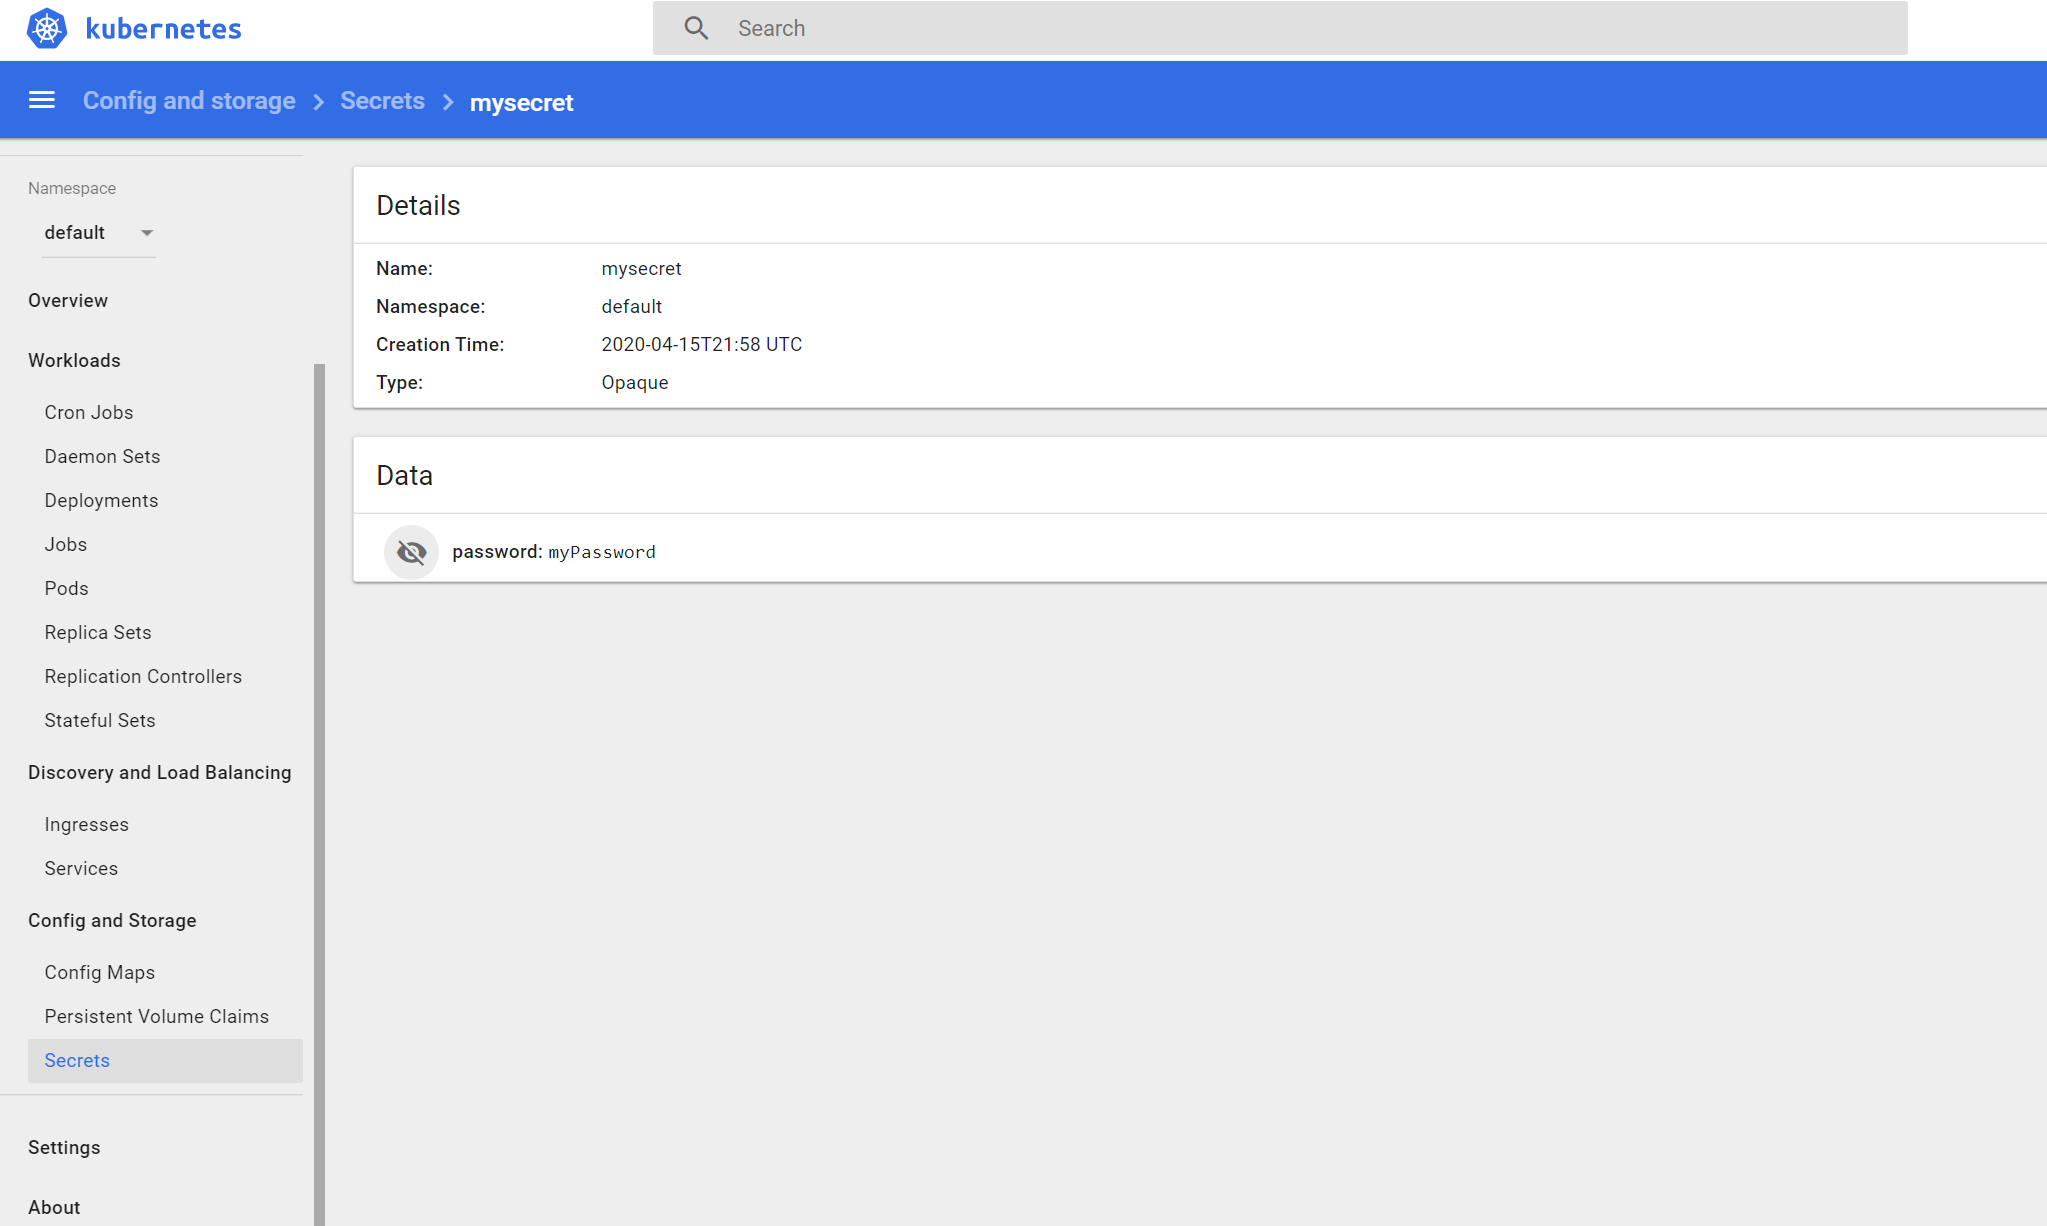 kubernetes
Search
Config and storage > Secrets > mysecret
Namespace
default
Overview
Workloads
Cron Jobs
Daemon Sets
Deployments
Jobs
Pods
Replica Sets
Replication Controllers
Stateful Sets
Discovery and Load Balancing
Ingresses
Services
Config and Storage
Config Maps
Persistent Volume Claims
Secrets
Settings
About
Details
Name: mysecret
Namespace: default
Creation Time: 2020-04-15T21:58 UTC
Type: Opaque
Data
password: myPassword